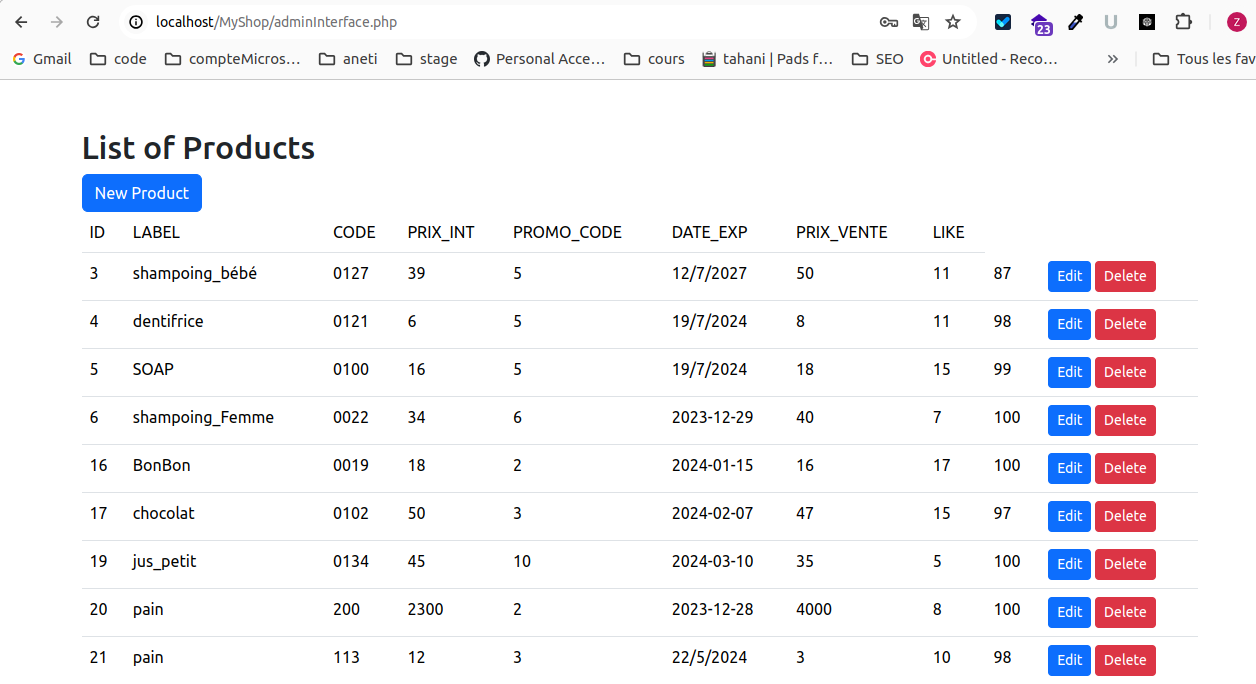 localhost/MyShop/adminInterface.php
23
Z
Gmail code compteMicros… aneti stage Personal Acce… cours tahani | Pads f… SEO Untitled - Reco… Tous les fav
List of Products
New Product
ID LABEL CODE PRIX_INT PROMO_CODE DATE_EXP PRIX_VENTE LIKE
3 shampoing_bébé 0127 39 5 12/7/2027 50 11 87 Edit Delete
4 dentifrice 0121 6 5 19/7/2024 8 11 98 Edit Delete
5 SOAP 0100 16 5 19/7/2024 18 15 99 Edit Delete
6 shampoing_Femme 0022 34 6 2023-12-29 40 7 100 Edit Delete
16 BonBon 0019 18 2 2024-01-15 16 17 100 Edit Delete
17 chocolat 0102 50 3 2024-02-07 47 15 97 Edit Delete
19 jus_petit 0134 45 10 2024-03-10 35 5 100 Edit Delete
20 pain 200 2300 2 2023-12-28 4000 8 100 Edit Delete
21 pain 113 12 3 22/5/2024 3 10 98 Edit Delete